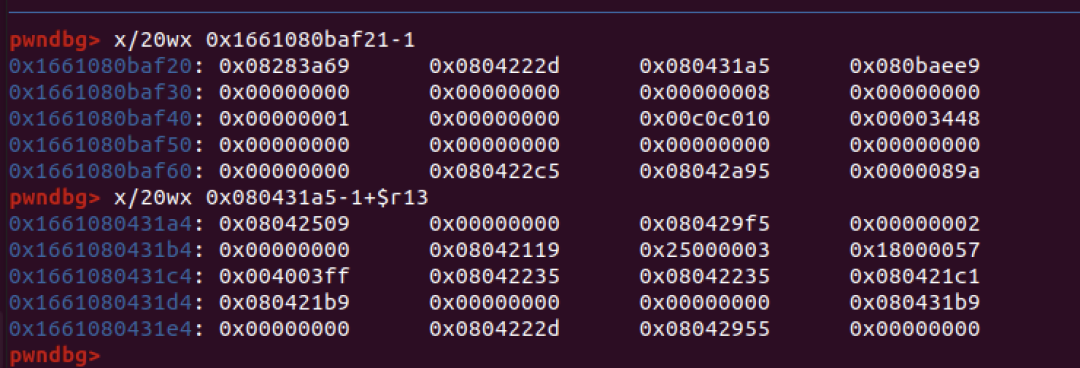 pwndbg> x/20wx 0x1661080baf21-1
0x1661080baf20: 0x08283a69 0x0804222d 0x080431a5 0x080baee9
0x1661080baf30: 0x00000000 0x00000000 0x00000008 0x00000000
0x1661080baf40: 0x00000001 0x00000000 0x00c0c010 0x00003448
0x1661080baf50: 0x00000000 0x00000000 0x00000000 0x00000000
0x1661080baf60: 0x00000000 0x080422c5 0x08042a95 0x0000089a
pwndbg> x/20wx 0x080431a5-1+$r13
0x1661080431a4: 0x08042509 0x00000000 0x080429f5 0x00000002
0x1661080431b4: 0x00000000 0x08042119 0x25000003 0x18000057
0x1661080431c4: 0x004003ff 0x08042235 0x08042235 0x080421c1
0x1661080431d4: 0x080421b9 0x00000000 0x00000000 0x080431b9
0x1661080431e4: 0x00000000 0x0804222d 0x08042955 0x00000000
pwndbg>